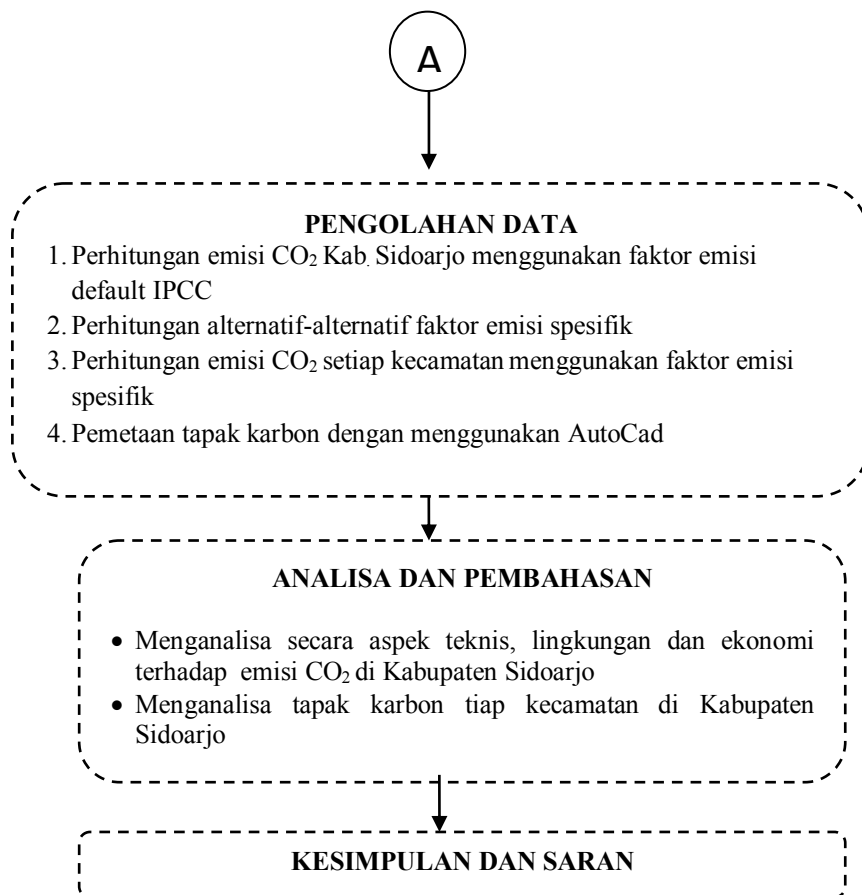 A
PENGOLAHAN DATA
1. Perhitungan emisi CO₂ Kab. Sidoarjo menggunakan faktor emisi
default IPCC
2. Perhitungan alternatif-alternatif faktor emisi spesifik
3. Perhitungan emisi CO₂ setiap kecamatan menggunakan faktor emisi
spesifik
4. Pemetaan tapak karbon dengan menggunakan AutoCad
ANALISA DAN PEMBAHASAN
• Menganalisa secara aspek teknis, lingkungan dan ekonomi
terhadap emisi CO₂ di Kabupaten Sidoarjo
• Menganalisa tapak karbon tiap kecamatan di Kabupaten
Sidoarjo
KESIMPULAN DAN SARAN